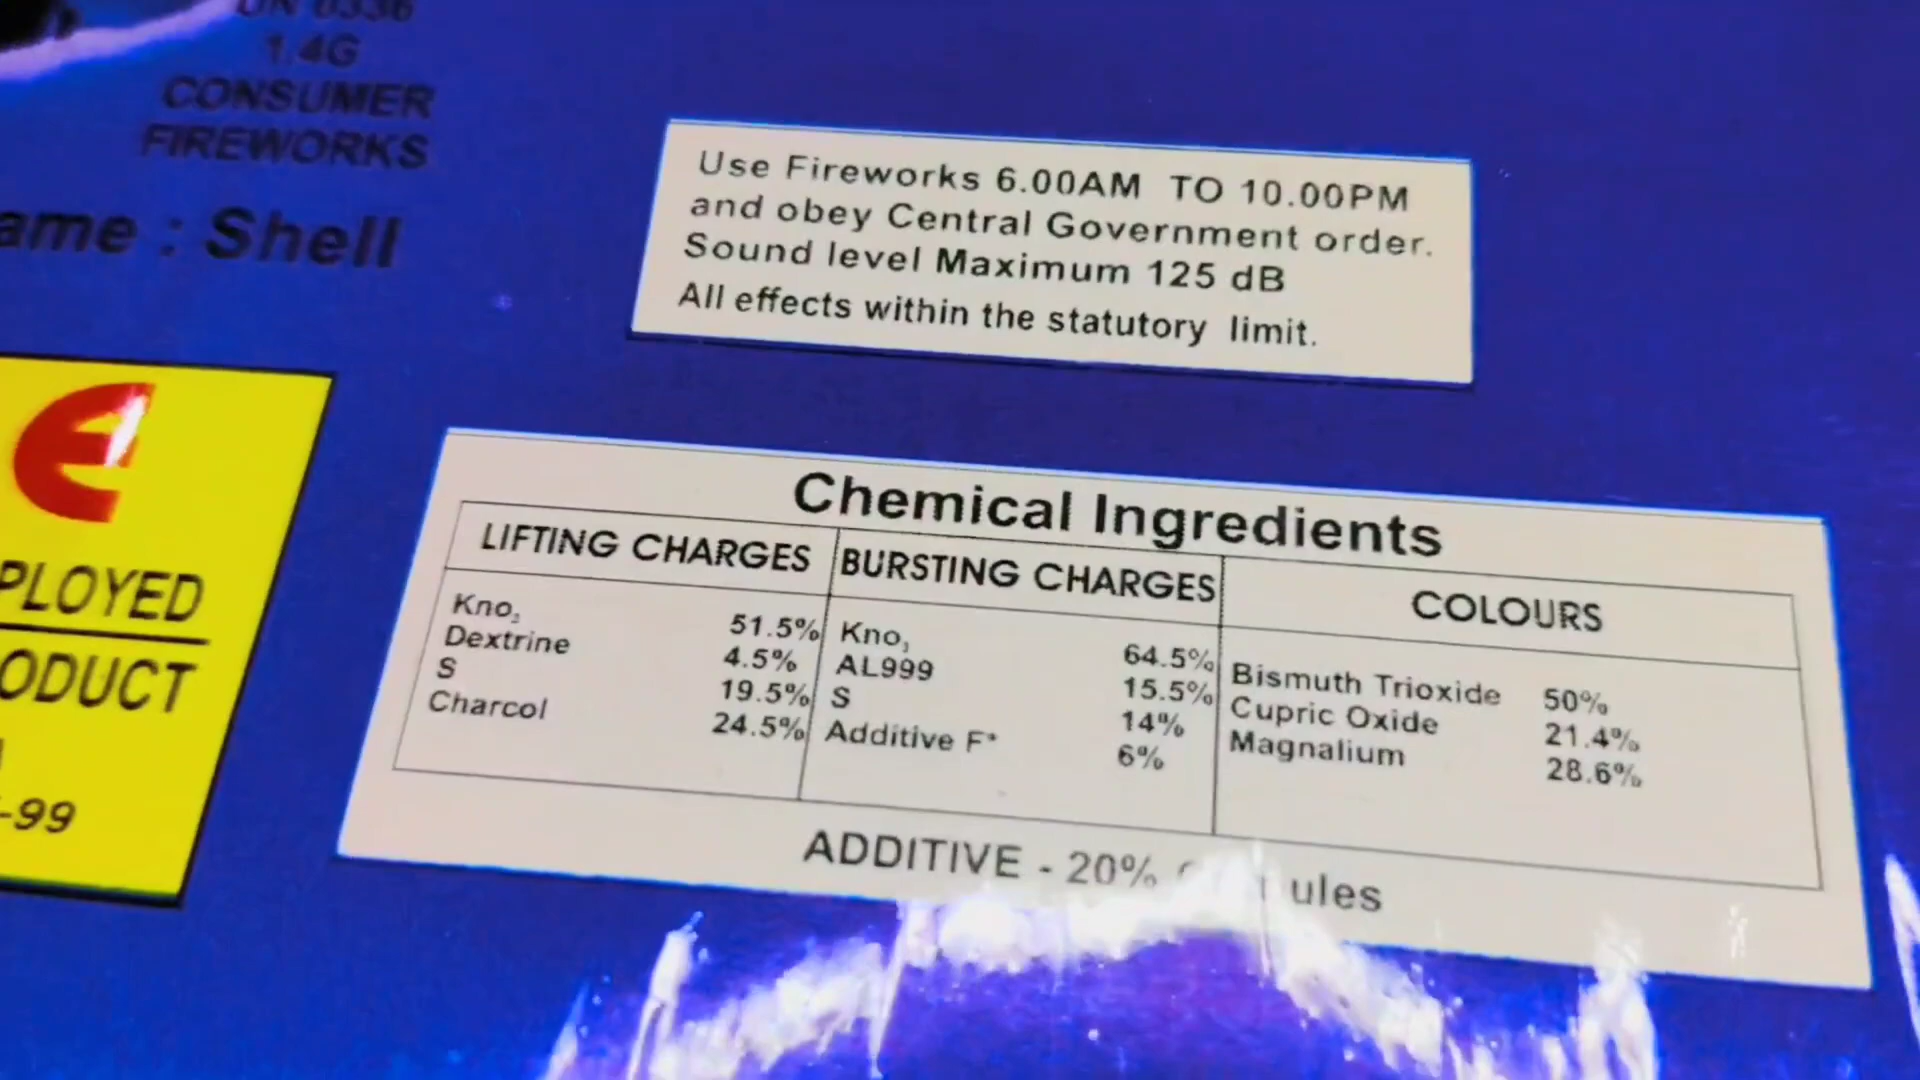 UN 0336
1.4G
CONSUMER
FIREWORKS
ame : Shell
Use Fireworks 6.00AM TO 10.00PM
and obey Central Government order.
Sound level Maximum 125 dB
All effects within the statutory limit.
e
PLOYED
ODUCT
-99
Chemical Ingredients
LIFTING CHARGES BURSTING CHARGES COLOURS
Kno₃ 51.5% Kno₃ 64.5% Bismuth Trioxide 50%
Dextrine 4.5% AL999 15.5% Cupric Oxide 21.4%
S 19.5% S 14% Magnalium 28.6%
Charcol 24.5% Additive F* 6%
ADDITIVE - 20% ules